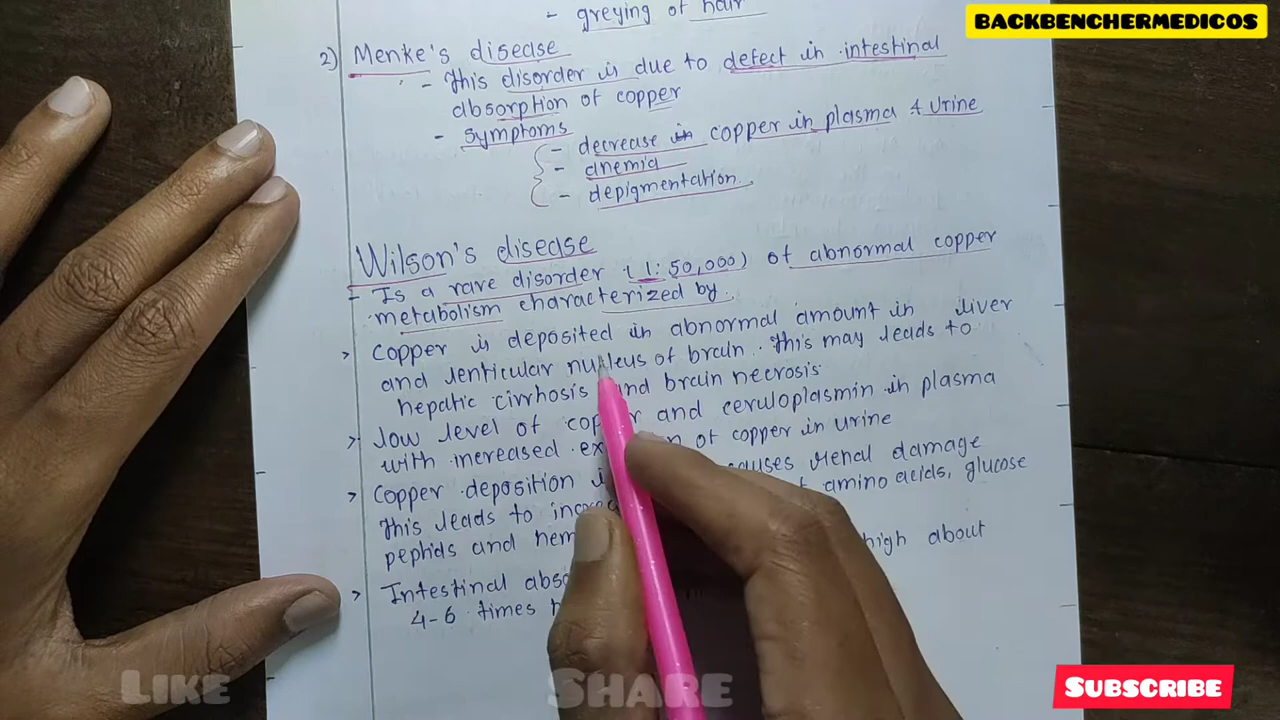 - greying of hair
BACKBENCHERMEDICOS
2) Menke's disease
- This disorder is due to defect in intestinal
absorption of copper
- symptoms
- decrease in copper in plasma & urine
- anemia
- depigmentation
Wilson's disease
- Is a rare disorder (1: 50,000) of abnormal copper
metabolism characterized by
> copper is deposited in abnormal amount in liver
and lenticular nucleus of brain. This may leads to
hepatic cirrhosis and brain necrosis.
> low level of copper and ceruloplasmin in plasma
with increased of copper in urine
> Copper deposition causes renal damage
This leads to amino acids, glucose
peptids and
> Intestinal high about
4-6 times
LIKE
SHARE
SUBSCRIBE